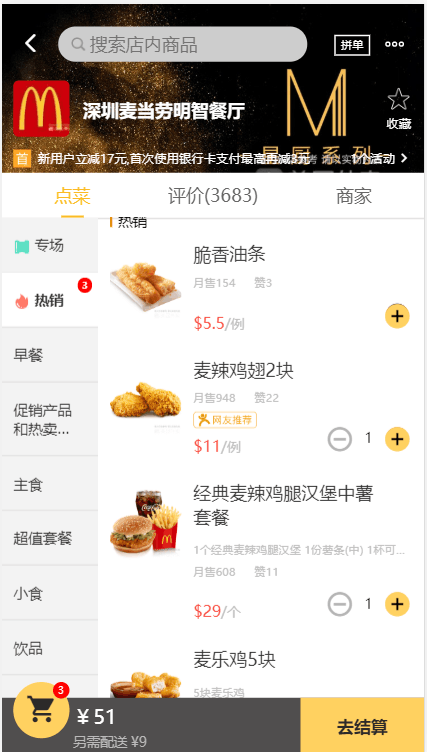 搜索店内商品
拼单
深圳麦当劳明智餐厅
收藏
星厨系列
首 新用户立减17元,首次使用银行卡支付最高再减3元
个活动
点菜
评价(3683)
商家
专场
热销
3
早餐
促销产品
和热卖...
主食
超值套餐
小食
饮品
热销
脆香油条
月售154 赞3
$5.5/例
麦辣鸡翅2块
月售948 赞22
网友推荐
$11/例
1
经典麦辣鸡腿汉堡中薯
套餐
1个经典麦辣鸡腿汉堡 1份薯条(中) 1杯可...
月售608 赞11
$29/个
1
麦乐鸡5块
5块麦乐鸡
3
¥51
另需配送 ¥9
去结算